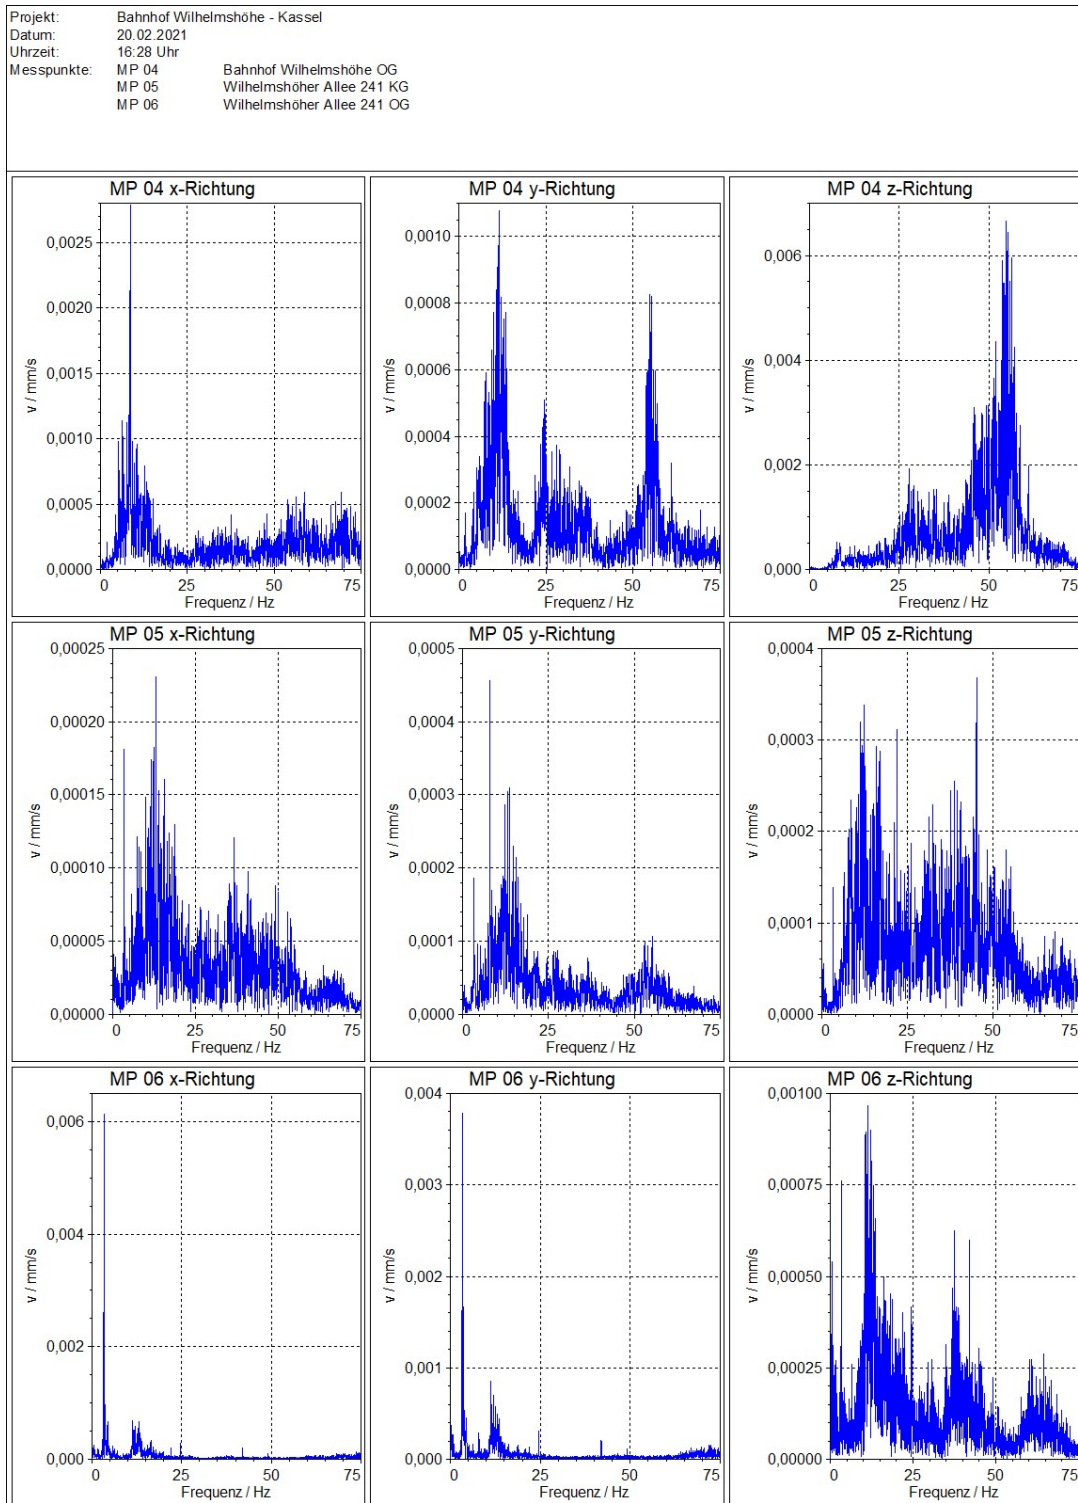 Projekt: Bahnhof Wilhelmshöhe - Kassel
Datum: 20.02.2021
Uhrzeit: 16:28 Uhr
Messpunkte: MP 04 Bahnhof Wilhelmshöhe OG
MP 05 Wilhelmshöher Allee 241 KG
MP 06 Wilhelmshöher Allee 241 OG
MP 04 x-Richtung
0,0025
0,0020
0,0015
0,0010
0,0005
0,0000
v / mm/s
0 25 50 75
Frequenz / Hz
MP 04 y-Richtung
0,0010
0,0008
0,0006
0,0004
0,0002
0,0000
v / mm/s
0 25 50 75
Frequenz / Hz
MP 04 z-Richtung
0,006
0,004
0,002
0,000
v / mm/s
0 25 50 75
Frequenz / Hz
MP 05 x-Richtung
0,00025
0,00020
0,00015
0,00010
0,00005
0,00000
v / mm/s
0 25 50 75
Frequenz / Hz
MP 05 y-Richtung
0,0005
0,0004
0,0003
0,0002
0,0001
0,0000
v / mm/s
0 25 50 75
Frequenz / Hz
MP 05 z-Richtung
0,0004
0,0003
0,0002
0,0001
0,0000
v / mm/s
0 25 50 75
Frequenz / Hz
MP 06 x-Richtung
0,006
0,004
0,002
0,000
v / mm/s
0 25 50 75
Frequenz / Hz
MP 06 y-Richtung
0,004
0,003
0,002
0,001
0,000
v / mm/s
0 25 50 75
Frequenz / Hz
MP 06 z-Richtung
0,00100
0,00075
0,00050
0,00025
0,00000
v / mm/s
0 25 50 75
Frequenz / Hz